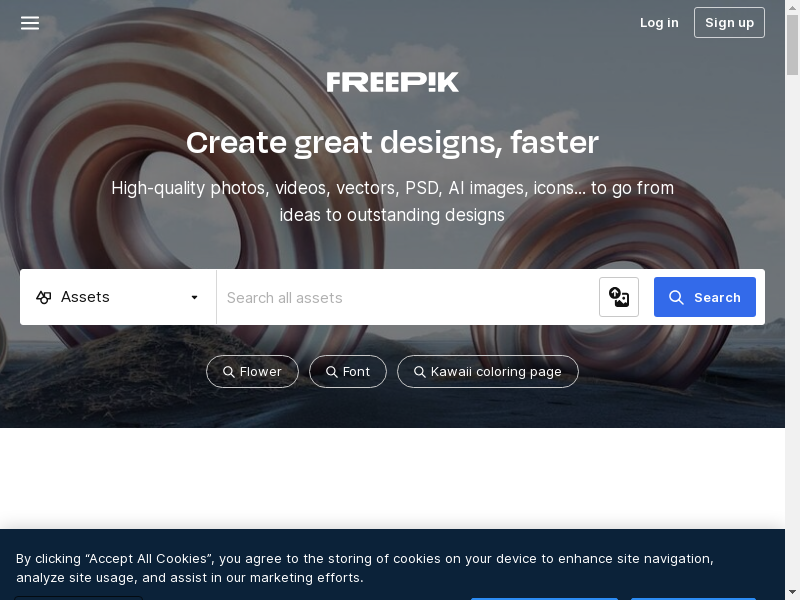 Log in
Sign up
FREEPIK
Create great designs, faster
High-quality photos, videos, vectors, PSD, AI images, icons... to go from
ideas to outstanding designs
Assets
Search all assets
Search
Flower
Font
Kawaii coloring page
By clicking “Accept All Cookies”, you agree to the storing of cookies on your device to enhance site navigation,
analyze site usage, and assist in our marketing efforts.